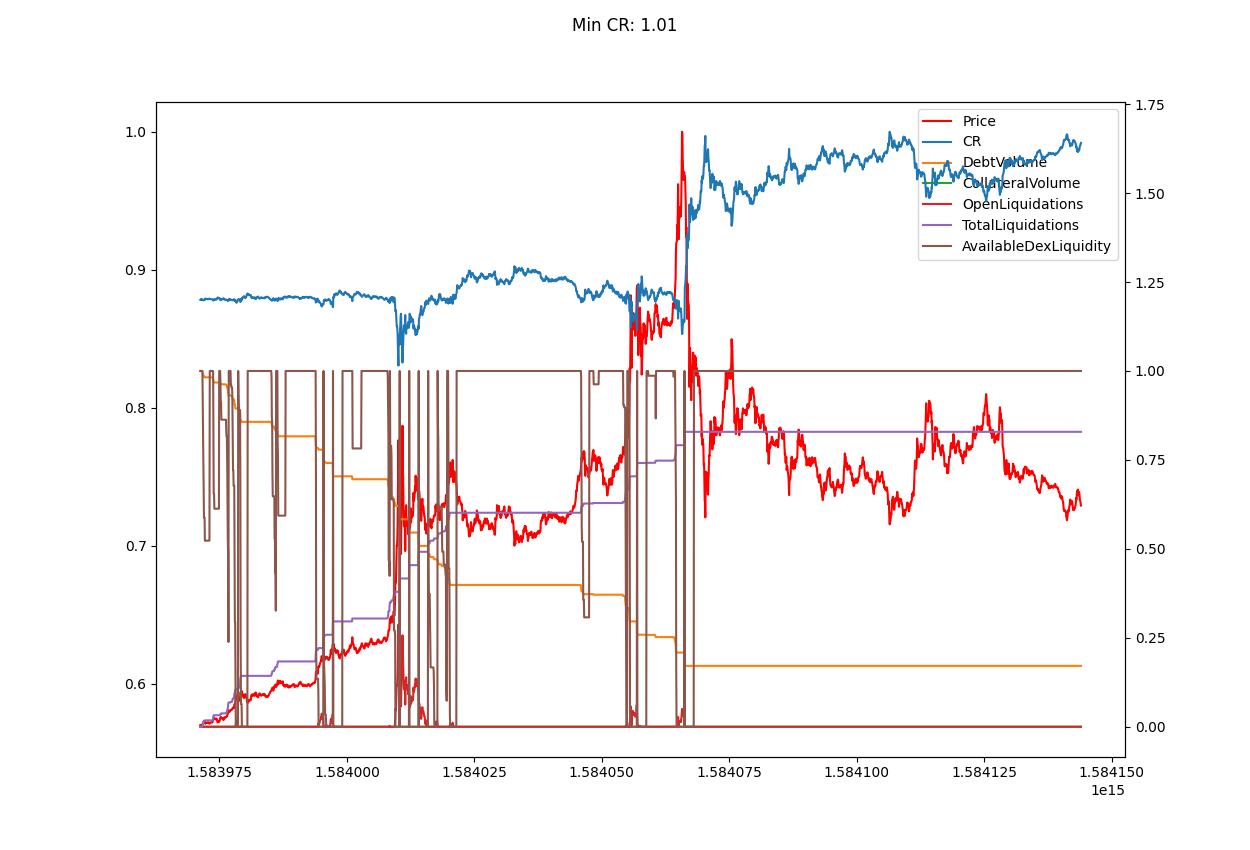 Min CR: 1.01
1.0
0.9
0.8
0.7
0.6
1.75
1.50
1.25
1.00
0.75
0.50
0.25
0.00
Price
CR
DebtVolume
CollateralVolume
OpenLiquidations
TotalLiquidations
AvailableDexLiquidity
1.583975 1.584000 1.584025 1.584050 1.584075 1.584100 1.584125 1.584150
1e15